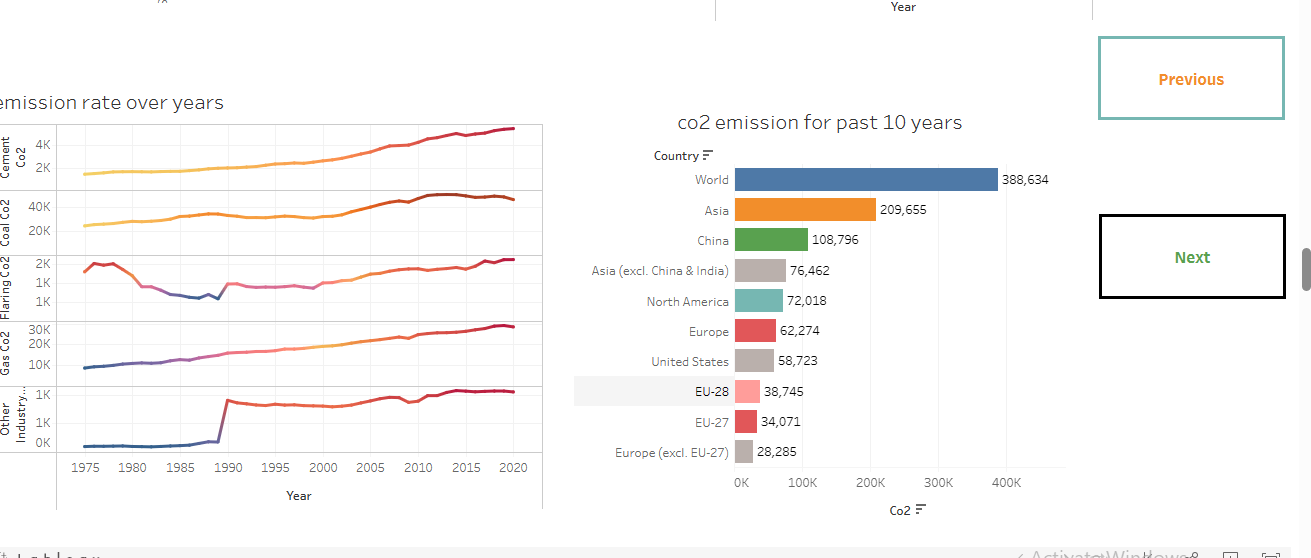 Year
Previous
emission rate over years
co2 emission for past 10 years
Cement
Co2
4K
2K
Coal Co2
40K
20K
Flaring Co2
2K
1K
1K
Gas Co2
30K
20K
10K
Other
Industry...
1K
1K
0K
1975 1980 1985 1990 1995 2000 2005 2010 2015 2020
Year
Country
World 388,634
Asia 209,655
China 108,796
Asia (excl. China & India) 76,462
North America 72,018
Europe 62,274
United States 58,723
EU-28 38,745
EU-27 34,071
Europe (excl. EU-27) 28,285
0K 100K 200K 300K 400K
Co2
Next
Activate Windows